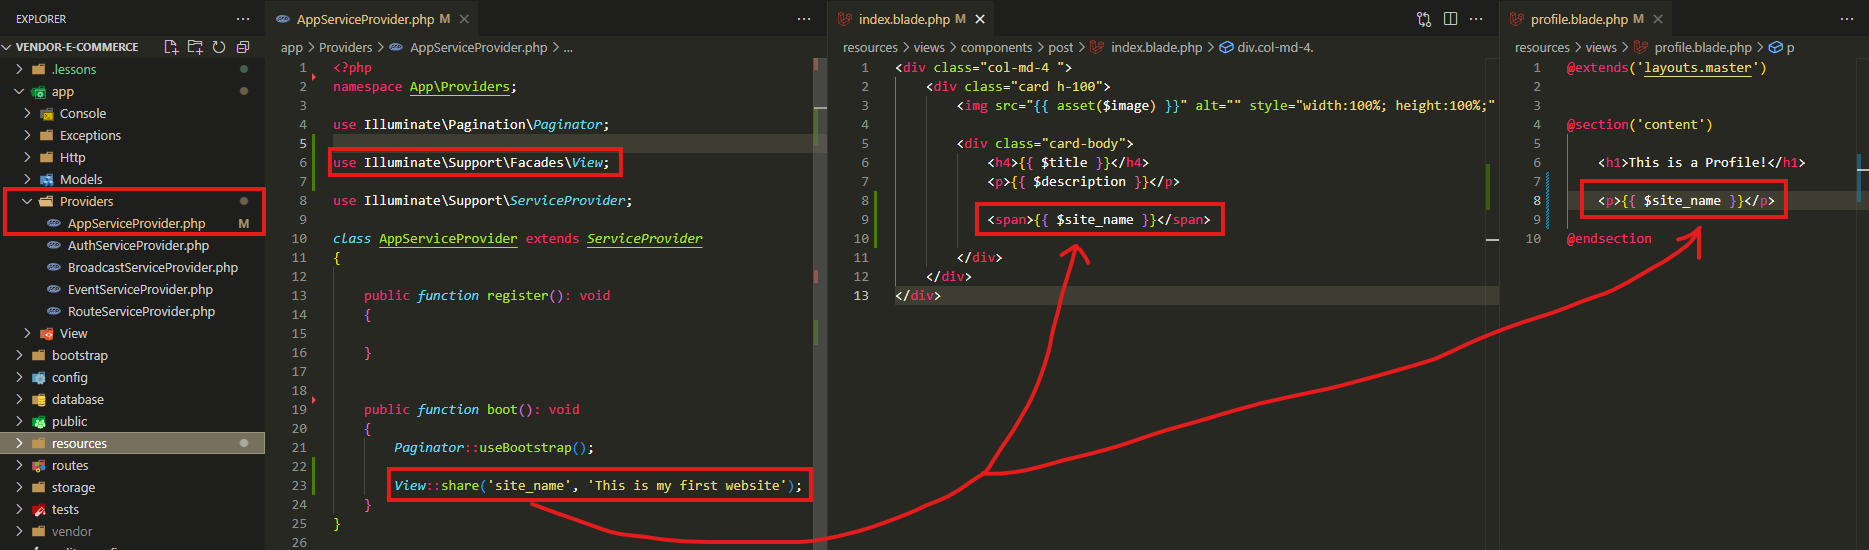 EXPLORER
VENDOR-E-COMMERCE
.lessons
app
Console
Exceptions
Http
Models
Providers
AppServiceProvider.php M
AuthServiceProvider.php
BroadcastServiceProvider.php
EventServiceProvider.php
RouteServiceProvider.php
View
bootstrap
config
database
public
resources
routes
storage
tests
vendor
AppServiceProvider.php M
app > Providers > AppServiceProvider.php > ...
1 <?php
2 namespace App\Providers;
3
4 use Illuminate\Pagination\Paginator;
5
6 use Illuminate\Support\Facades\View;
7
8 use Illuminate\Support\ServiceProvider;
9
10 class AppServiceProvider extends ServiceProvider
11 {
12
13 public function register(): void
14 {
15
16 }
17
18
19 public function boot(): void
20 {
21 Paginator::useBootstrap();
22
23 View::share('site_name', 'This is my first website');
24 }
25 }
26
index.blade.php M
resources > views > components > post > index.blade.php > div.col-md-4.
1 <div class="col-md-4 ">
2 <div class="card h-100">
3 <img src="{{ asset($image) }}" alt="" style="width:100%; height:100%;"
4
5 <div class="card-body">
6 <h4>{{ $title }}</h4>
7 <p>{{ $description }}</p>
8
9 <span>{{ $site_name }}</span>
10
11 </div>
12 </div>
13 </div>
profile.blade.php M
resources > views > profile.blade.php > p
1 @extends('layouts.master')
2
3
4 @section('content')
5
6 <h1>This is a Profile!</h1>
7
8 <p>{{ $site_name }}</p>
9
10 @endsection